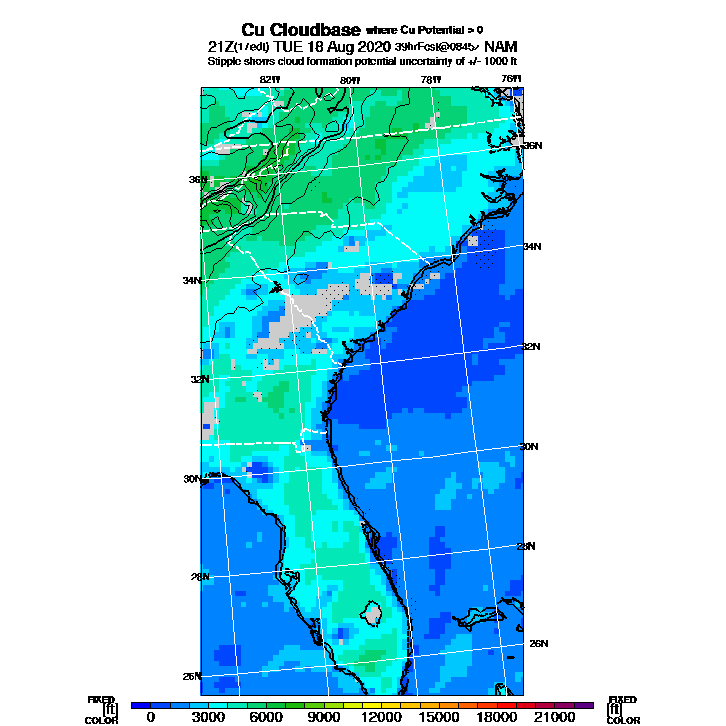 Cu Cloudbase where Cu Potential > 0
21Z(17edt) TUE 18 Aug 2020 39hrFcst@0845z NAM
Stipple shows cloud formation potential uncertainty of +/- 1000 ft
82W 80W 78W 76W
36N
36N
34N
34N
32N
32N
30N
30N
28N
28N
26N
26N
FIXED FIXED
[ft] [ft]
COLOR COLOR
0 3000 6000 9000 12000 15000 18000 21000